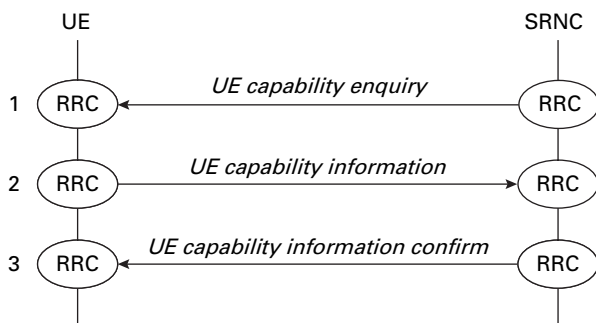 UE SRNC
1 RRC UE capability enquiry RRC
2 RRC UE capability information RRC
3 RRC UE capability information confirm RRC